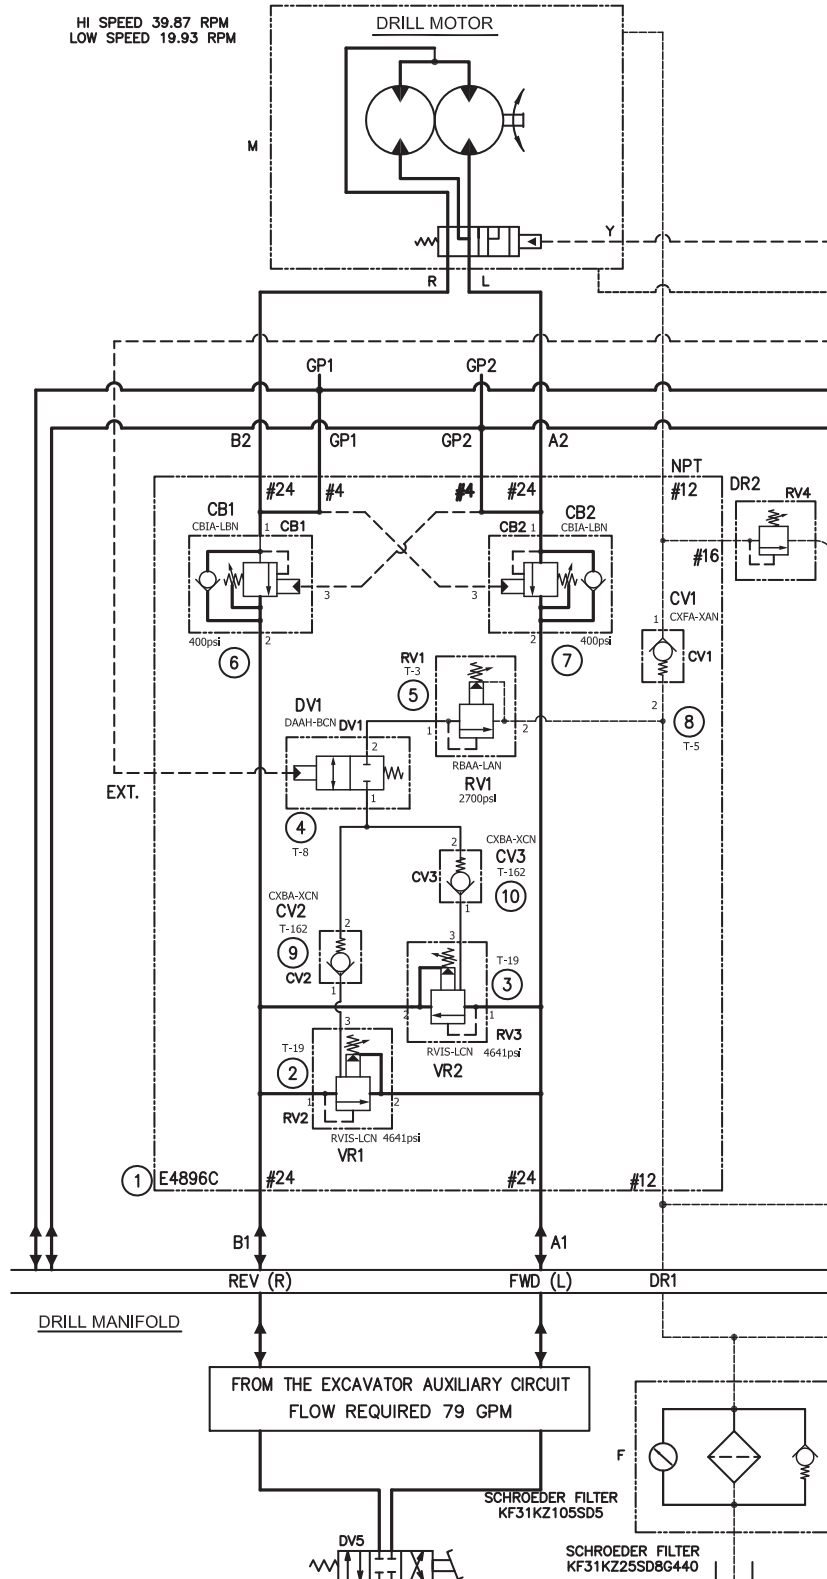 HI SPEED 39.87 RPM
LOW SPEED 19.93 RPM
DRILL MOTOR
M
Y
R
L
GP1
GP2
B2
GP1
GP2
A2
NPT
#24
#4
#4
#24
#12
DR2
RV4
CB1
CBIA-LBN
1
CB1
CB2
1
CB2
CBIA-LBN
#16
3
3
CV1
CXFA-XAN
1
CV1
400psi
2
2
400psi
6
7
RV1
T-3
5
2
8
T-5
DV1
DAAH-BCN
DV1
1
2
2
RBAA-LAN
RV1
2700psi
EXT.
1
4
T-8
CXBA-XCN
2
CV3
T-162
CV3
10
1
CXBA-XCN
CV2
T-162
2
9
CV2
1
3
T-19
3
2
1
RV3
RVIS-LCN 4641psi
VR2
3
T-19
2
1
2
RV2
RVIS-LCN 4641psi
VR1
1
E4896C
#24
#24
#12
B1
A1
REV (R)
FWD (L)
DR1
DRILL MANIFOLD
FROM THE EXCAVATOR AUXILIARY CIRCUIT
FLOW REQUIRED 79 GPM
F
SCHROEDER FILTER
KF31KZ105SD5
DV5
SCHROEDER FILTER
KF31KZ25SD8G440